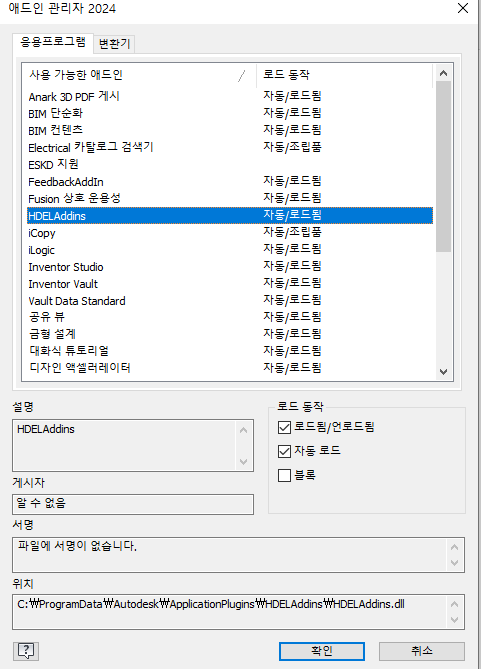 애드인 관리자 2024
응용프로그램 변환기
사용 가능한 애드인 로드 동작
Anark 3D PDF 게시 자동/로드됨
BIM 단순화 자동/로드됨
BIM 컨텐츠 자동/로드됨
Electrical 카탈로그 검색기 자동/조립품
ESKD 지원
FeedbackAddIn 자동/로드됨
Fusion 상호 운용성 자동/로드됨
HDELAddins 자동/로드됨
iCopy 자동/조립품
iLogic 자동/로드됨
Inventor Studio 자동/로드됨
Inventor Vault 자동/로드됨
Vault Data Standard 자동/로드됨
공유 뷰 자동/로드됨
금형 설계 자동/로드됨
대화식 튜토리얼 자동/로드됨
디자인 액셀러레이터 자동/로드됨
설명
HDELAddins
로드 동작
로드됨/언로드됨
자동 로드
블록
게시자
알 수 없음
서명
파일에 서명이 없습니다.
위치
C:₩ProgramData₩Autodesk₩ApplicationPlugins₩HDELAddins₩HDELAddins.dll
? 확인 취소